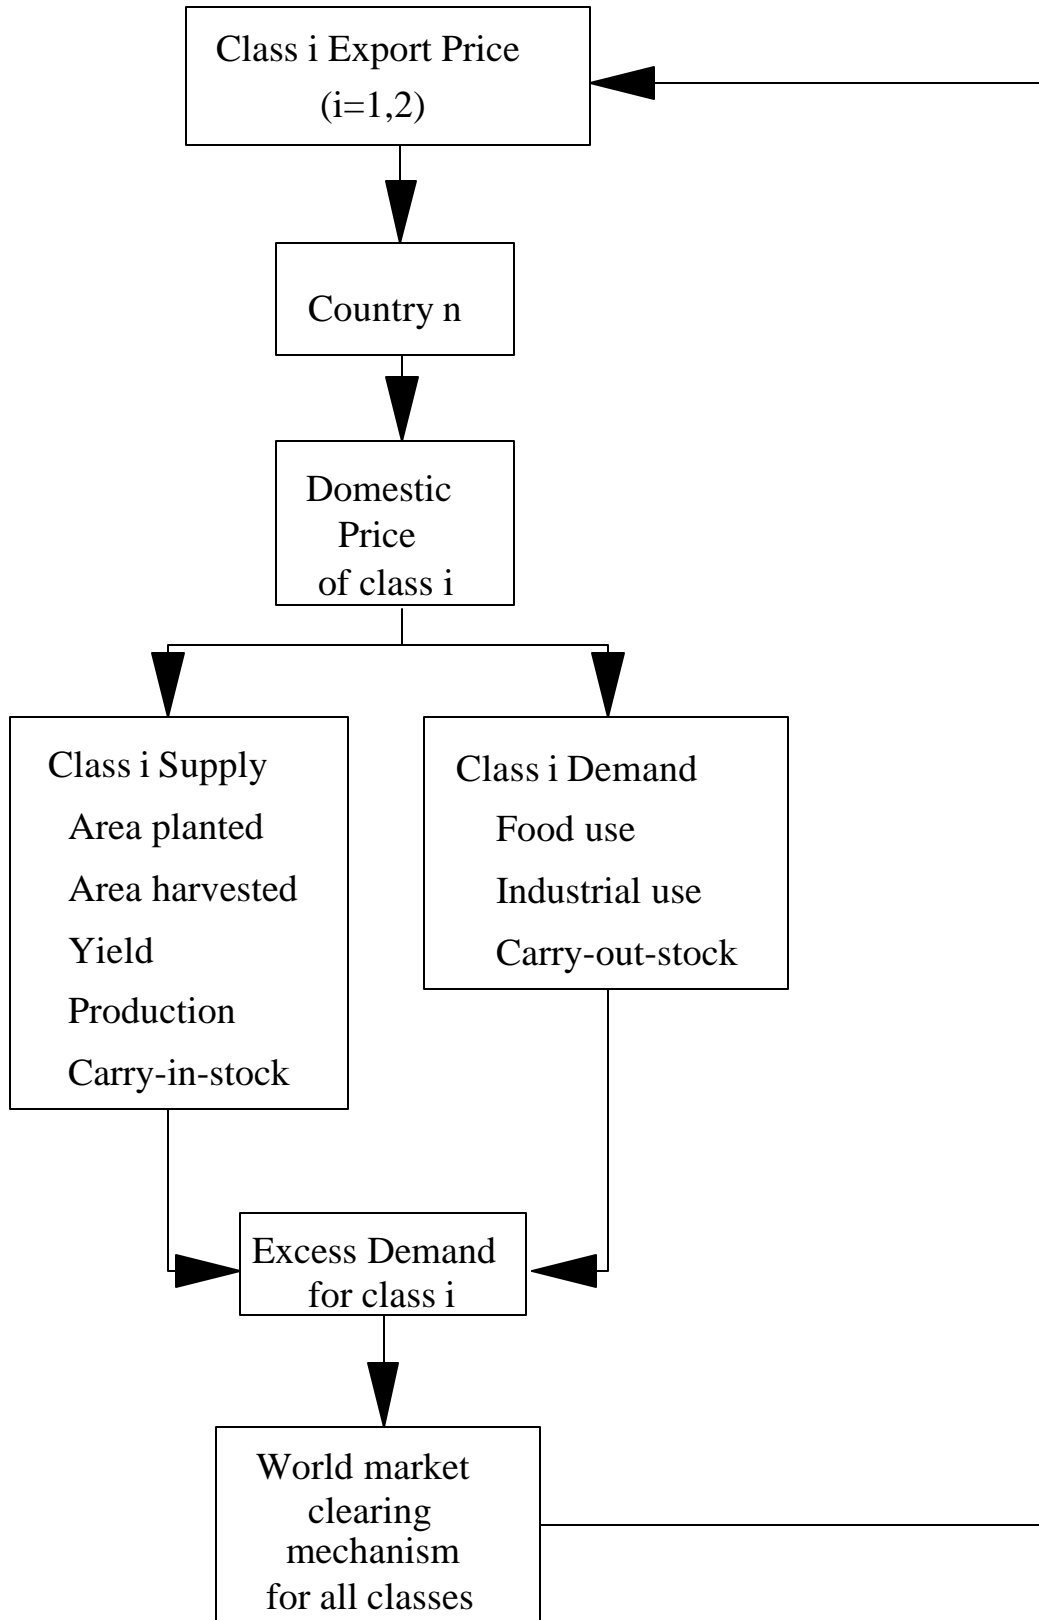 Class i Export Price
(i=1,2)
Country n
Domestic
Price
of class i
Class i Supply
Area planted
Area harvested
Yield
Production
Carry-in-stock
Class i Demand
Food use
Industrial use
Carry-out-stock
Excess Demand
for class i
World market
clearing
mechanism
for all classes